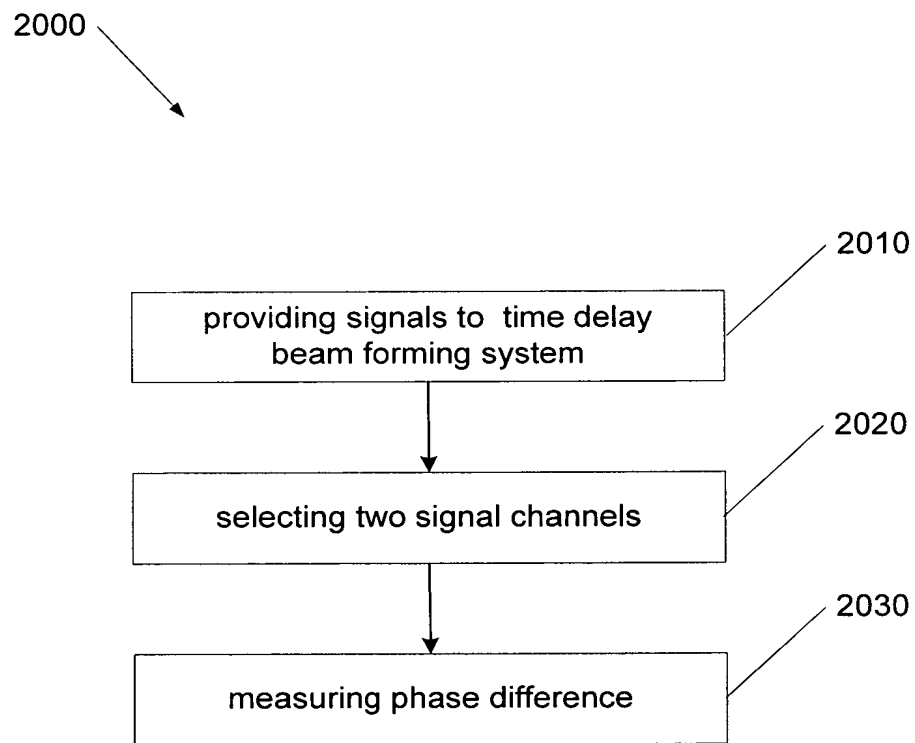 2000
2010
providing signals to time delay
beam forming system
2020
selecting two signal channels
2030
measuring phase difference